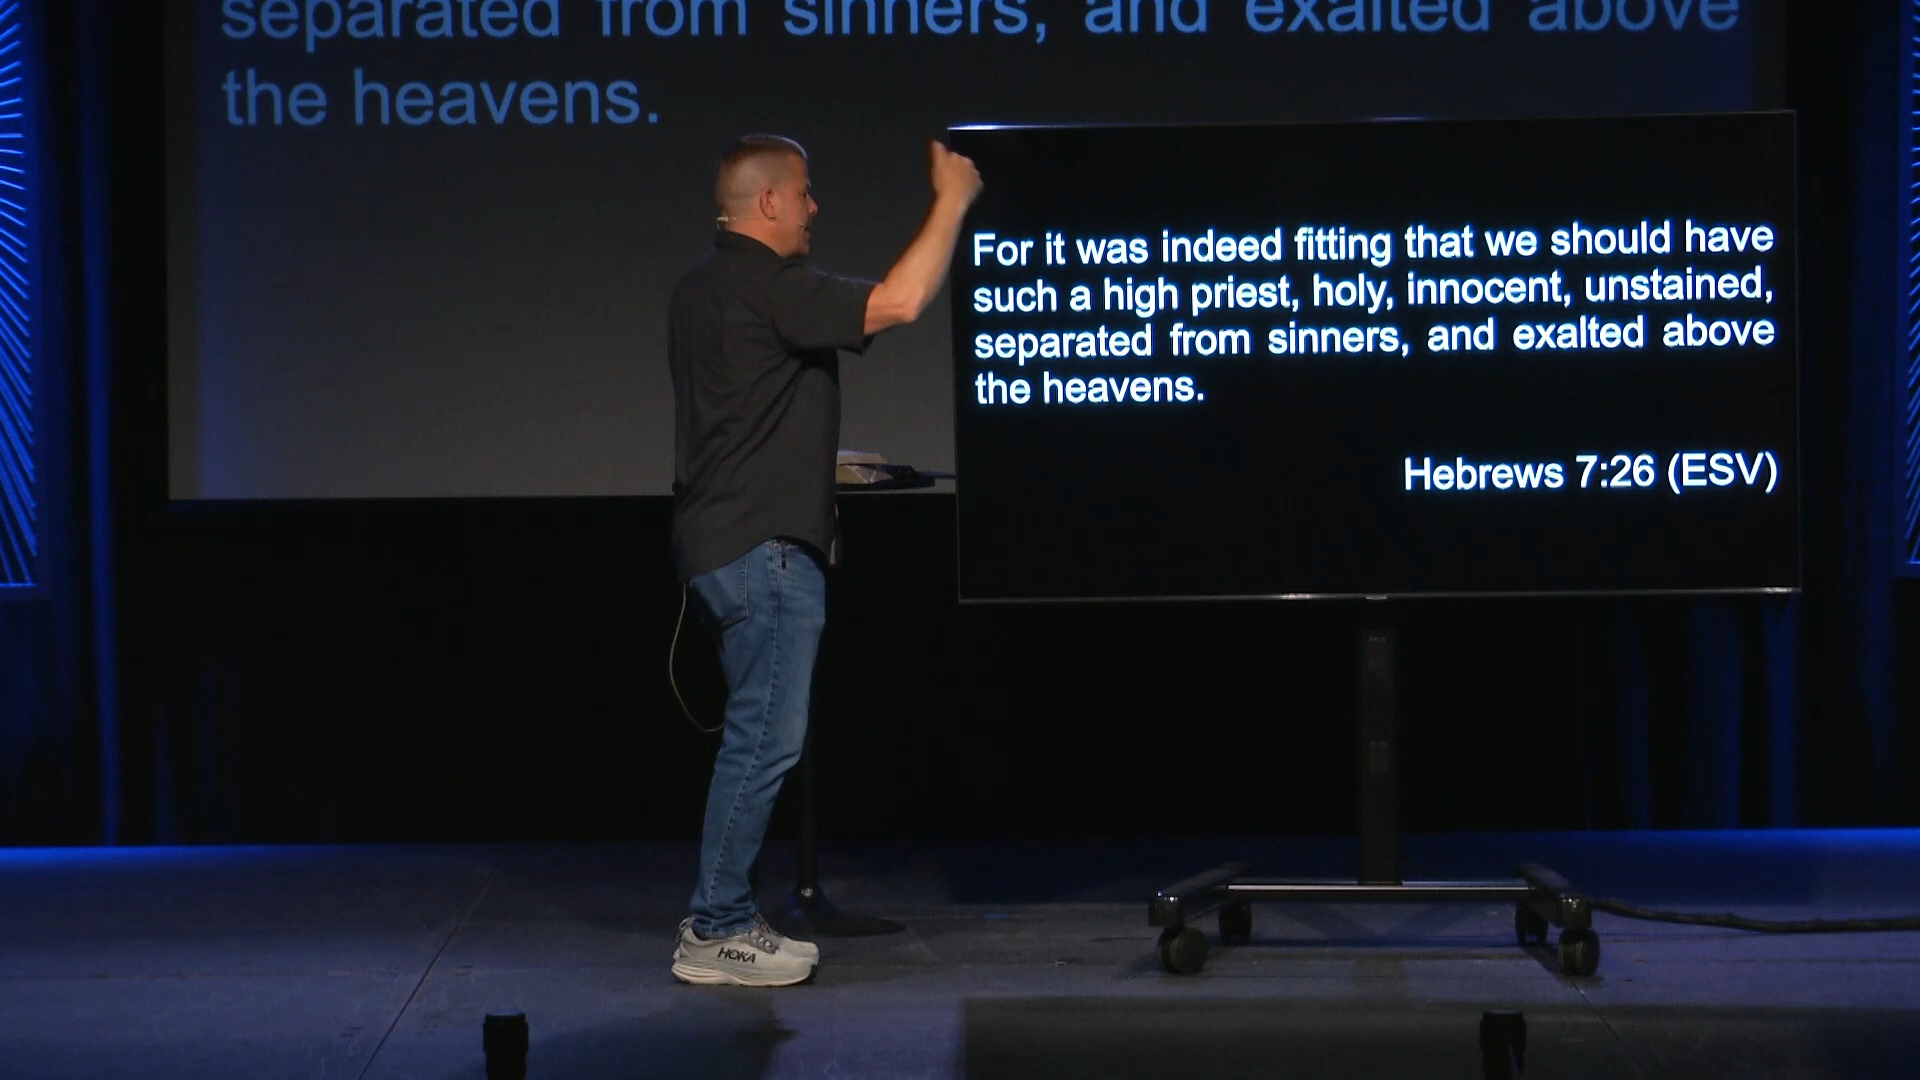 separated from sinners, and exalted above
the heavens.
For it was indeed fitting that we should have
such a high priest, holy, innocent, unstained,
separated from sinners, and exalted above
the heavens.
Hebrews 7:26 (ESV)
HOKA